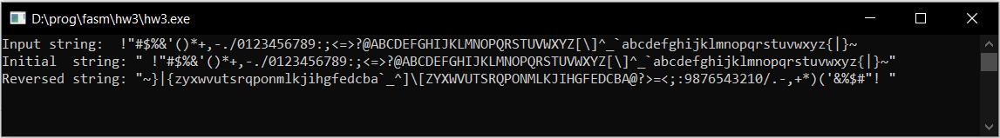 D:\prog\fasm\hw3\hw3.exe
Input string:  !"#$%&'()*+,-./0123456789:;<=>?@ABCDEFGHIJKLMNOPQRSTUVWXYZ[\]^_`abcdefghijklmnopqrstuvwxyz{|}~
Initial  string: " !"#$%&'()*+,-./0123456789:;<=>?@ABCDEFGHIJKLMNOPQRSTUVWXYZ[\]^_`abcdefghijklmnopqrstuvwxyz{|}~"
Reversed string: "~}|{zyxwvutsrqponmlkjihgfedcba`_^]\[ZYXWVUTSRQPONMLKJIHGFEDCBA@?>=<;:9876543210/.-,+*)('&%$#"! "